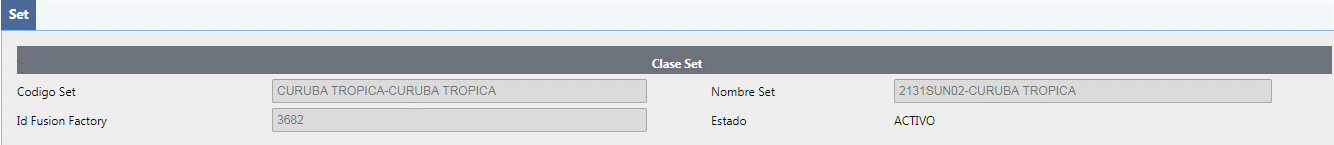 Set
Clase Set
Codigo Set CURUBA TROPICA-CURUBA TROPICA Nombre Set 2131SUN02-CURUBA TROPICA
Id Fusion Factory 3682 Estado ACTIVO